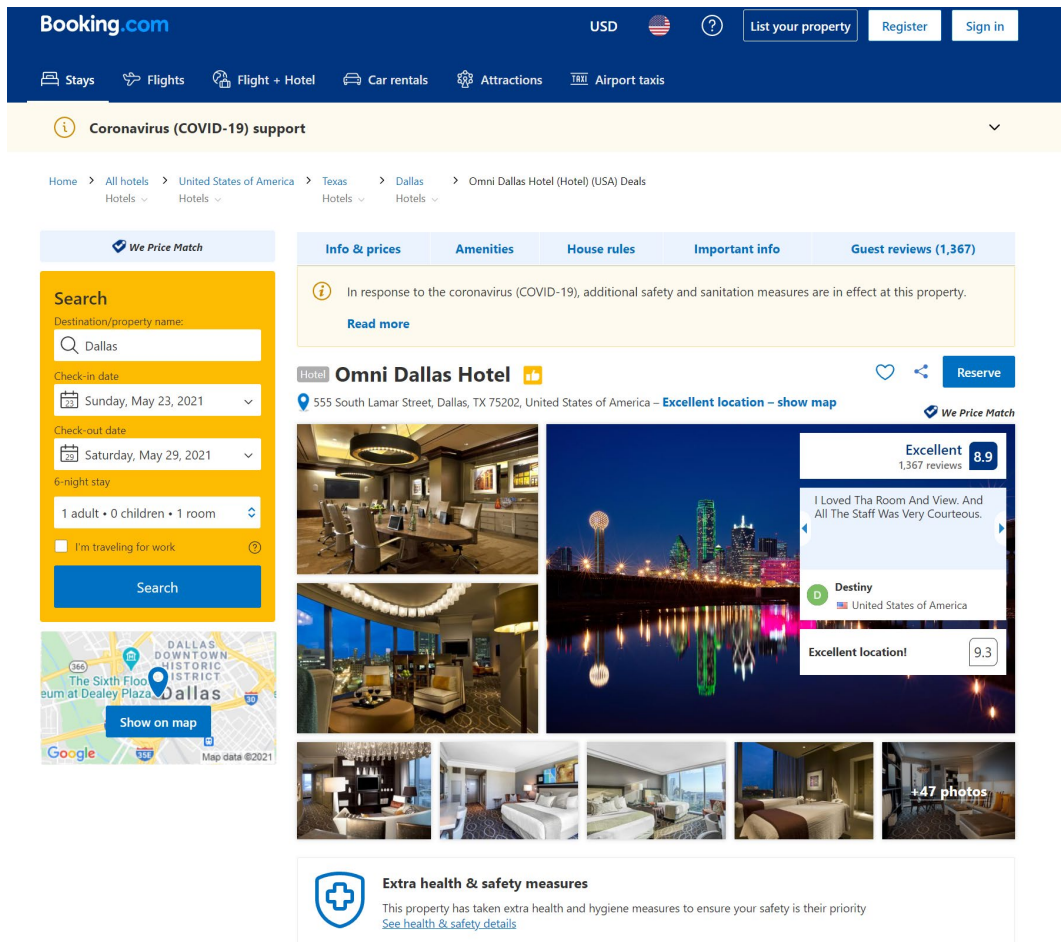 Booking.com
USD
List your property
Register
Sign in
Stays
Flights
Flight + Hotel
Car rentals
Attractions
TAXI Airport taxis
Coronavirus (COVID-19) support
Home > All hotels > United States of America > Texas > Dallas > Omni Dallas Hotel (Hotel) (USA) Deals
Hotels Hotels Hotels Hotels
We Price Match
Search
Destination/property name:
Dallas
Check-in date
23 Sunday, May 23, 2021
Check-out date
29 Saturday, May 29, 2021
6-night stay
1 adult • 0 children • 1 room
I'm traveling for work
Search
366
DALLAS
DOWNTOWN
HISTORIC
DISTRICT
The Sixth Floo
eum at Dealey Plaza
Dallas
30
Show on map
Google
35E
Map data ©2021
Info & prices
Amenities
House rules
Important info
Guest reviews (1,367)
In response to the coronavirus (COVID-19), additional safety and sanitation measures are in effect at this property.
Read more
Hotel Omni Dallas Hotel
Reserve
555 South Lamar Street, Dallas, TX 75202, United States of America – Excellent location – show map
We Price Match
Excellent
1,367 reviews
8.9
I Loved Tha Room And View. And
All The Staff Was Very Courteous.
D
Destiny
United States of America
Excellent location!
9.3
+47 photos
Extra health & safety measures
This property has taken extra health and hygiene measures to ensure your safety is their priority
See health & safety details